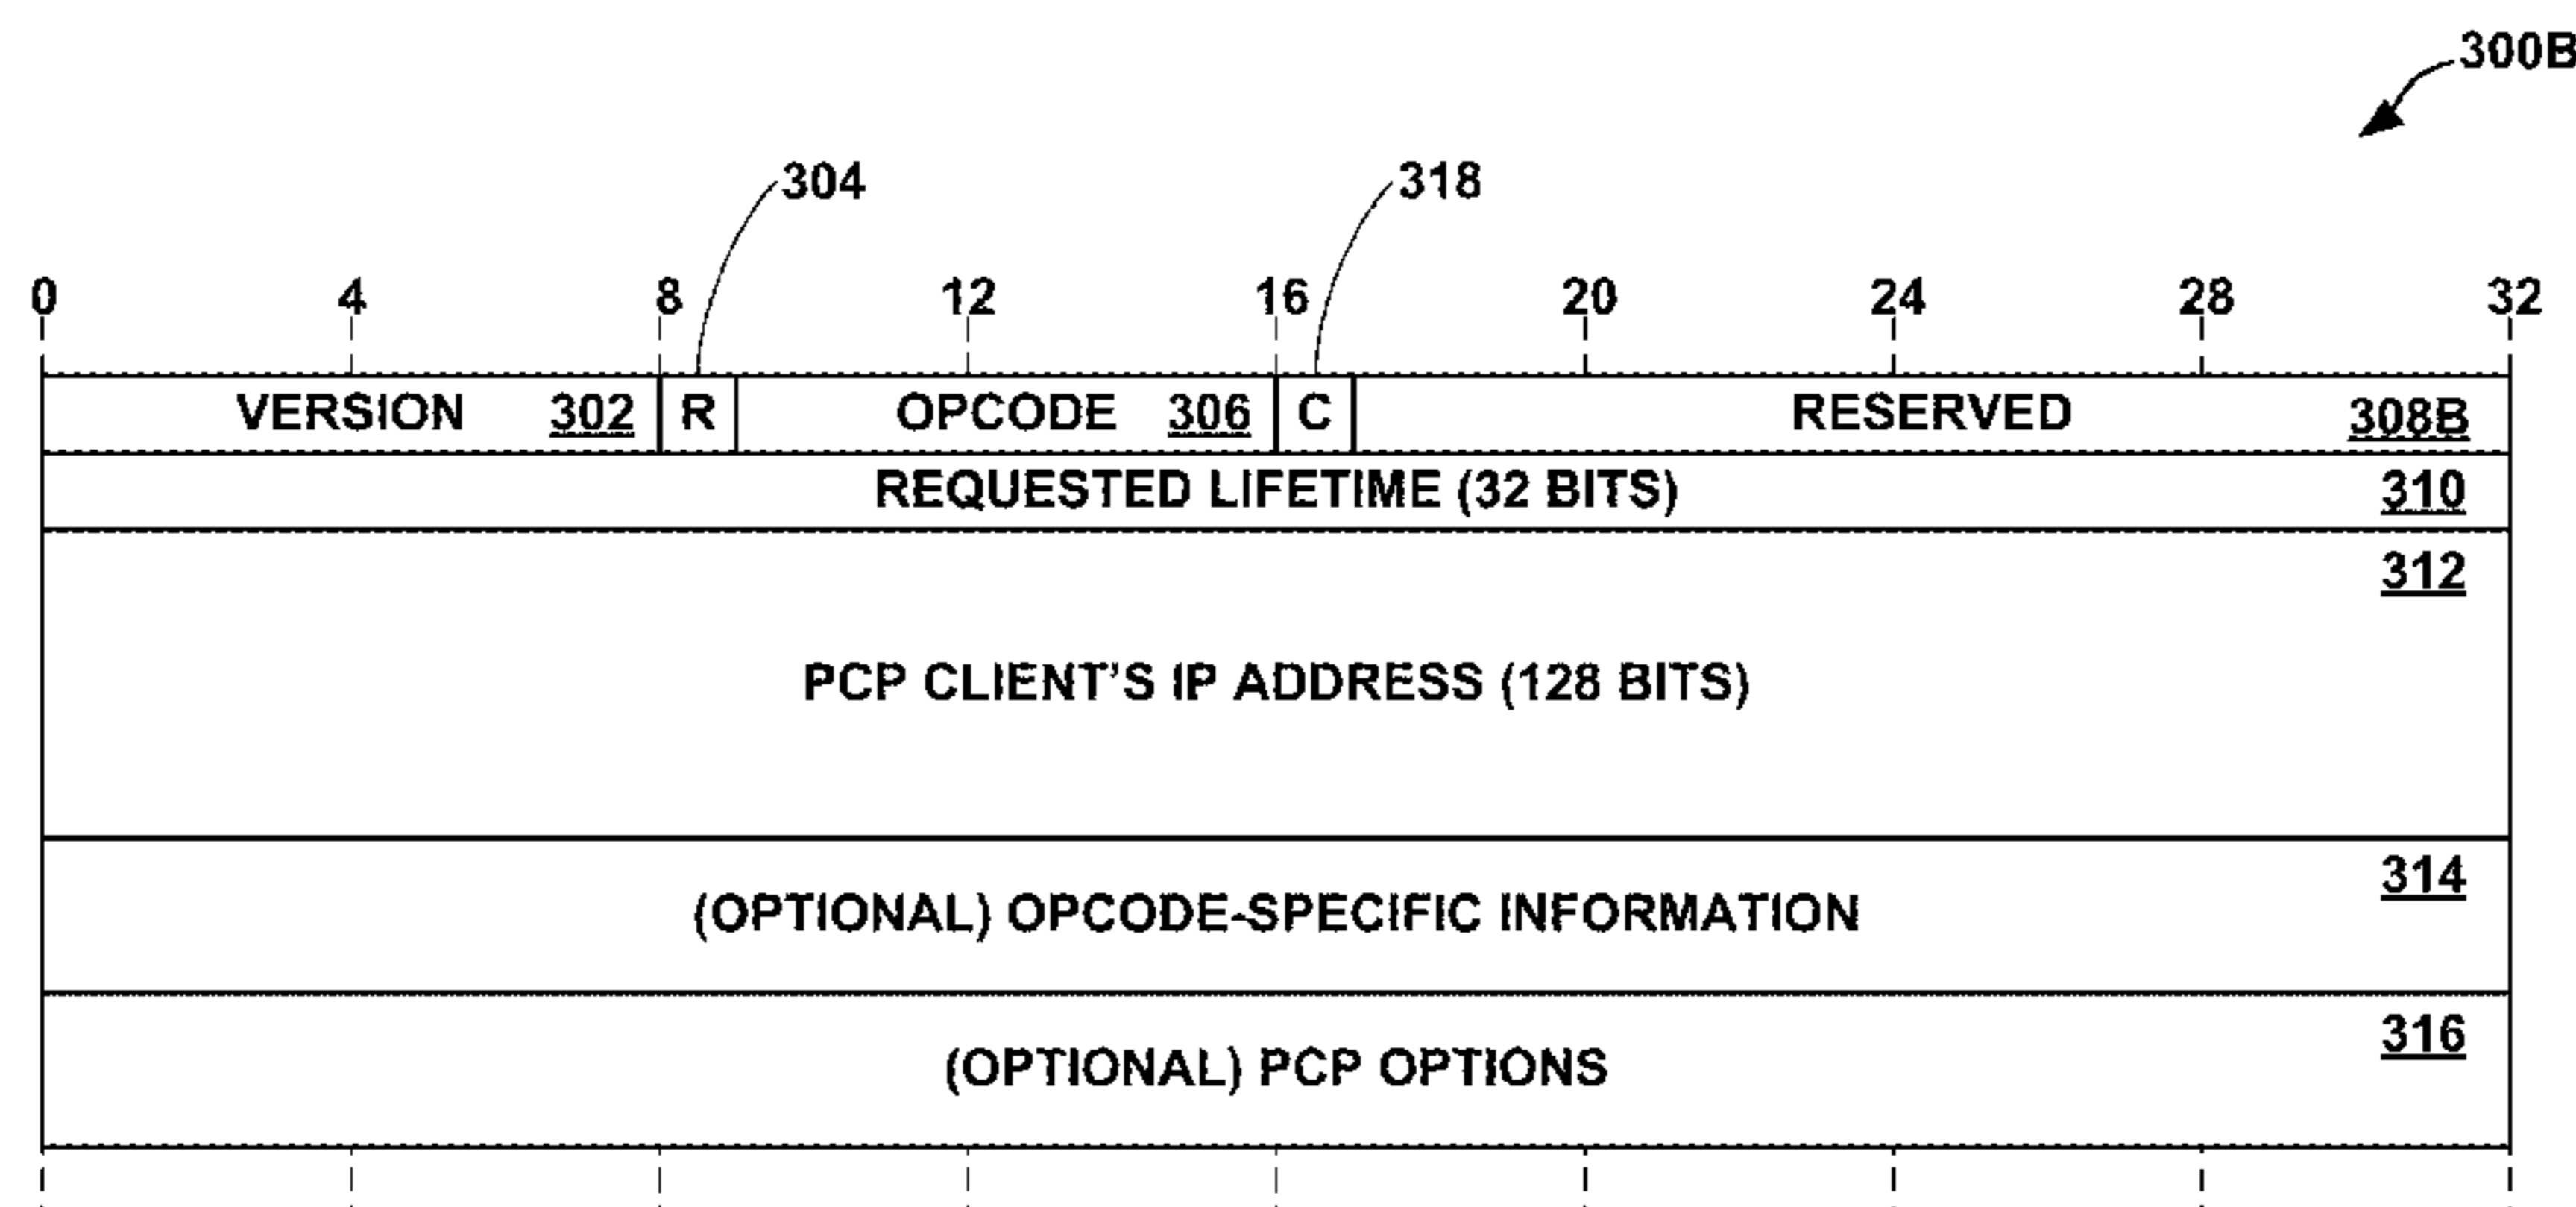 300B
304 318
0 4 8 12 16 20 24 28 32
VERSION 302 R OPCODE 306 C RESERVED 308B
REQUESTED LIFETIME (32 BITS) 310
312
PCP CLIENT'S IP ADDRESS (128 BITS)
314
(OPTIONAL) OPCODE-SPECIFIC INFORMATION
316
(OPTIONAL) PCP OPTIONS